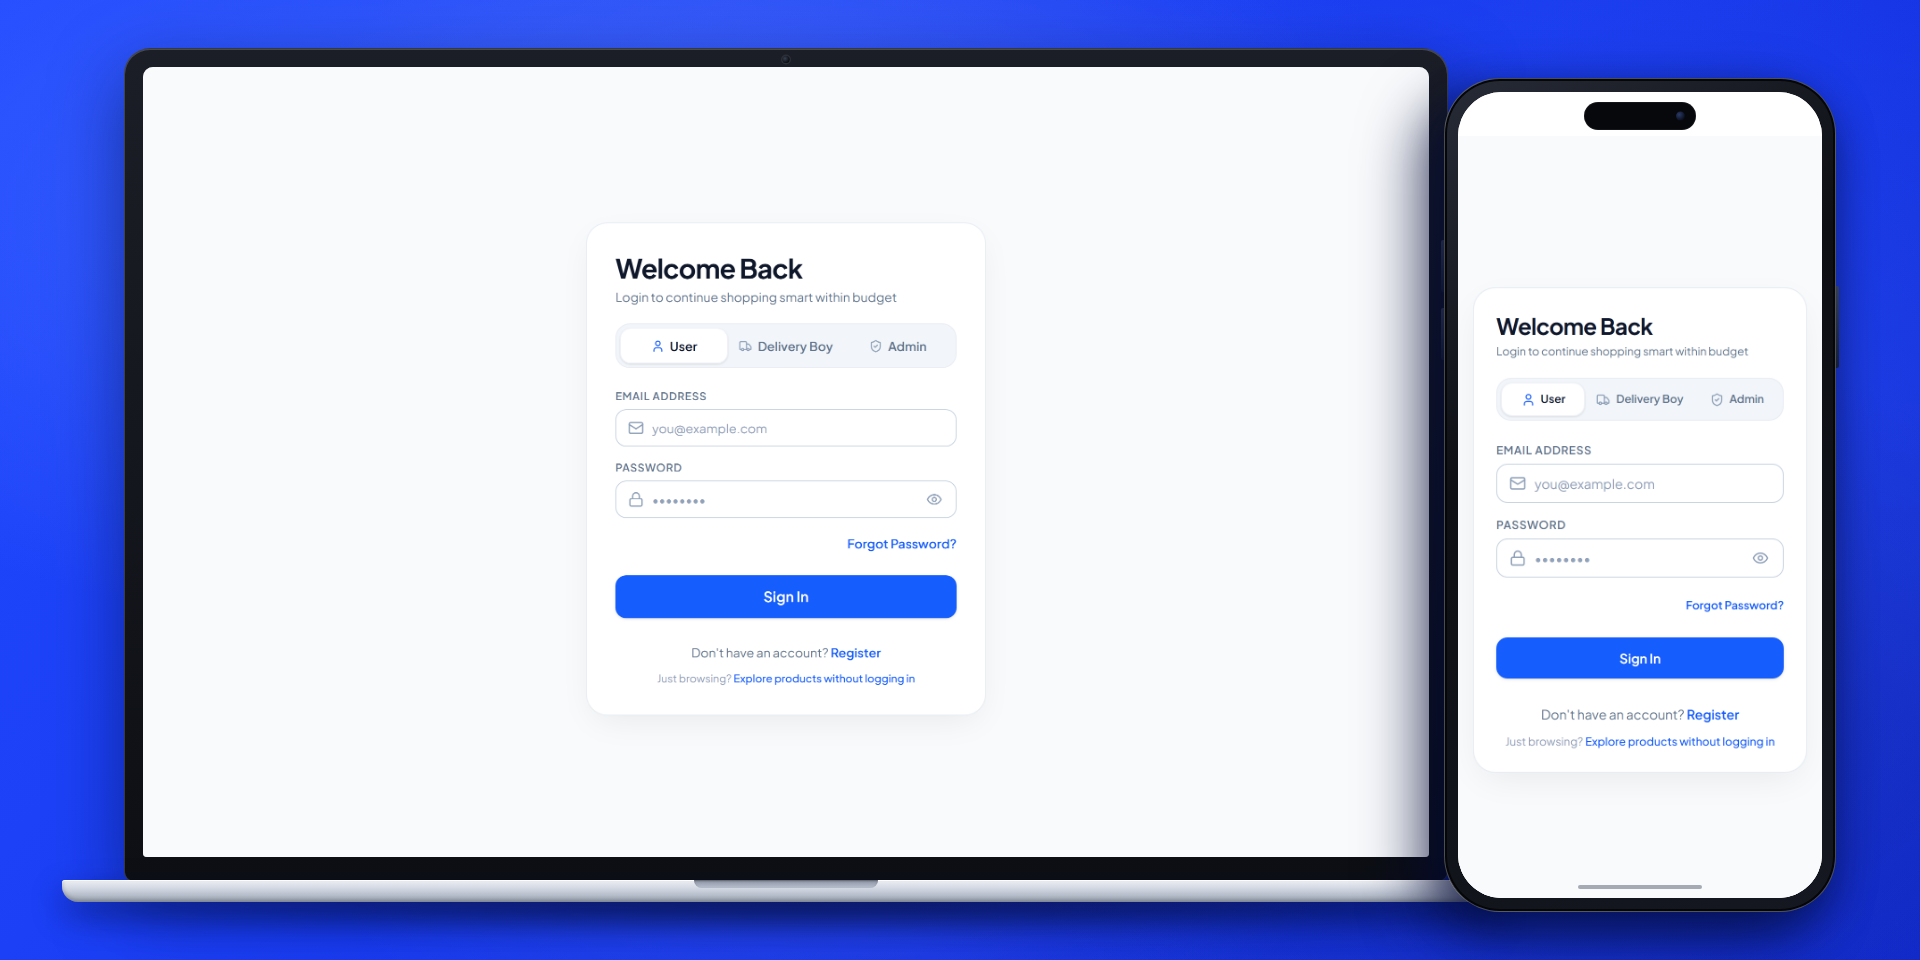 Welcome Back
Login to continue shopping smart within budget
User Delivery Boy Admin
EMAIL ADDRESS
you@example.com
PASSWORD
••••••••
Forgot Password?
Sign In
Don't have an account? Register
Just browsing? Explore products without logging in
Welcome Back
Login to continue shopping smart within budget
User Delivery Boy Admin
EMAIL ADDRESS
you@example.com
PASSWORD
••••••••
Forgot Password?
Sign In
Don't have an account? Register
Just browsing? Explore products without logging in